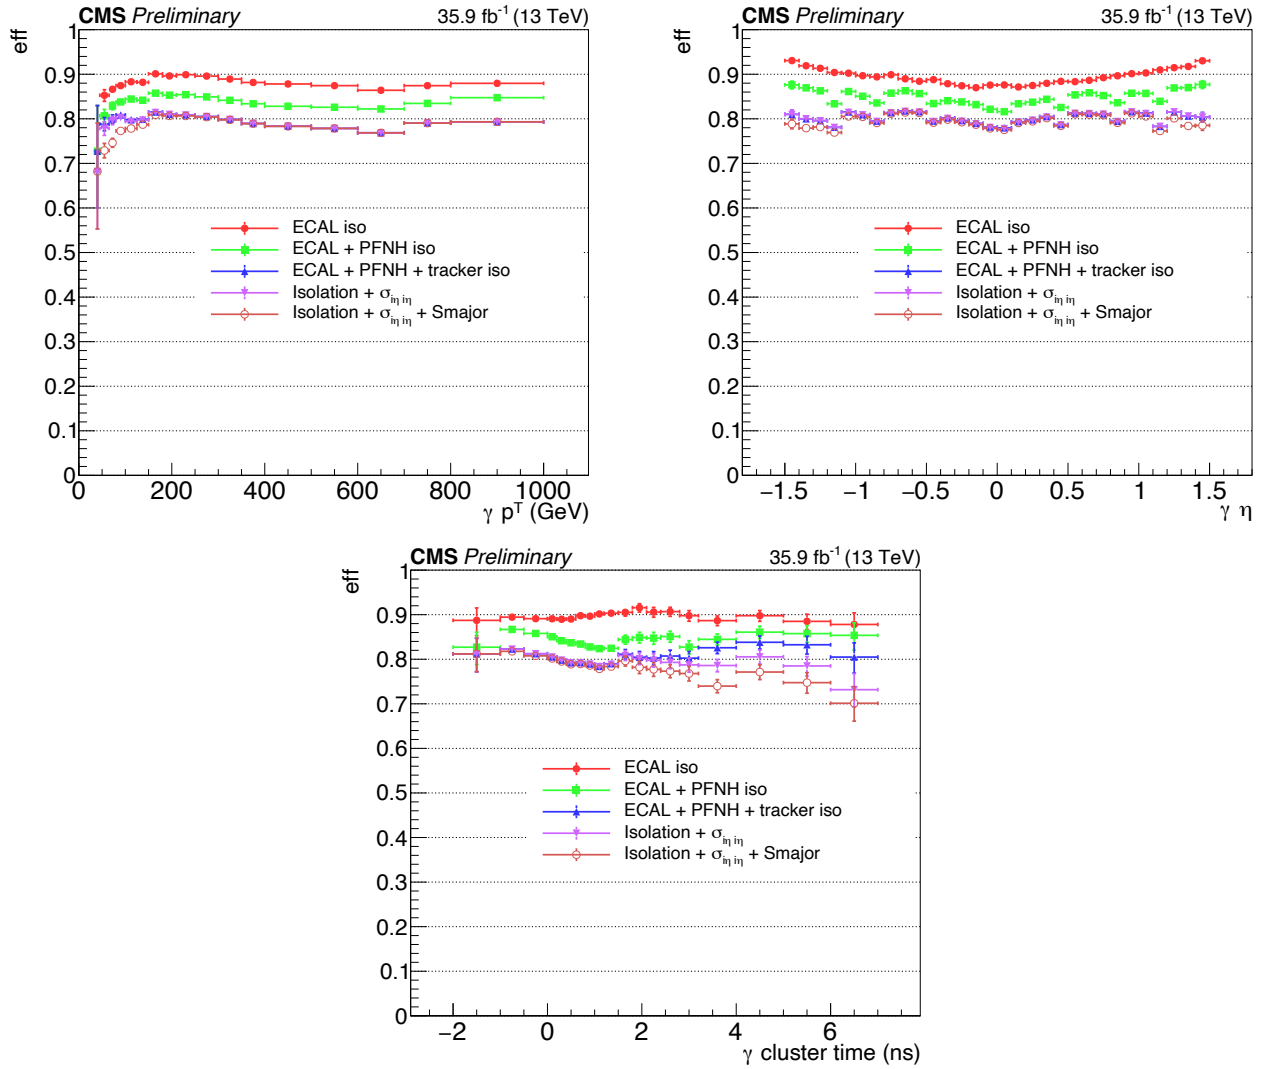 CMS Preliminary 35.9 fb⁻¹ (13 TeV)
eff
1
0.9
0.8
0.7
0.6
0.5
0.4
0.3
0.2
0.1
0
ECAL iso
ECAL + PFNH iso
ECAL + PFNH + tracker iso
Isolation + σ_iη iη
Isolation + σ_iη iη + Smajor
0 200 400 600 800 1000
γ pᵀ (GeV)
CMS Preliminary 35.9 fb⁻¹ (13 TeV)
eff
1
0.9
0.8
0.7
0.6
0.5
0.4
0.3
0.2
0.1
0
ECAL iso
ECAL + PFNH iso
ECAL + PFNH + tracker iso
Isolation + σ_iη iη
Isolation + σ_iη iη + Smajor
−1.5 −1 −0.5 0 0.5 1 1.5
γ η
CMS Preliminary 35.9 fb⁻¹ (13 TeV)
eff
1
0.9
0.8
0.7
0.6
0.5
0.4
0.3
0.2
0.1
0
ECAL iso
ECAL + PFNH iso
ECAL + PFNH + tracker iso
Isolation + σ_iη iη
Isolation + σ_iη iη + Smajor
−2 0 2 4 6
γ cluster time (ns)